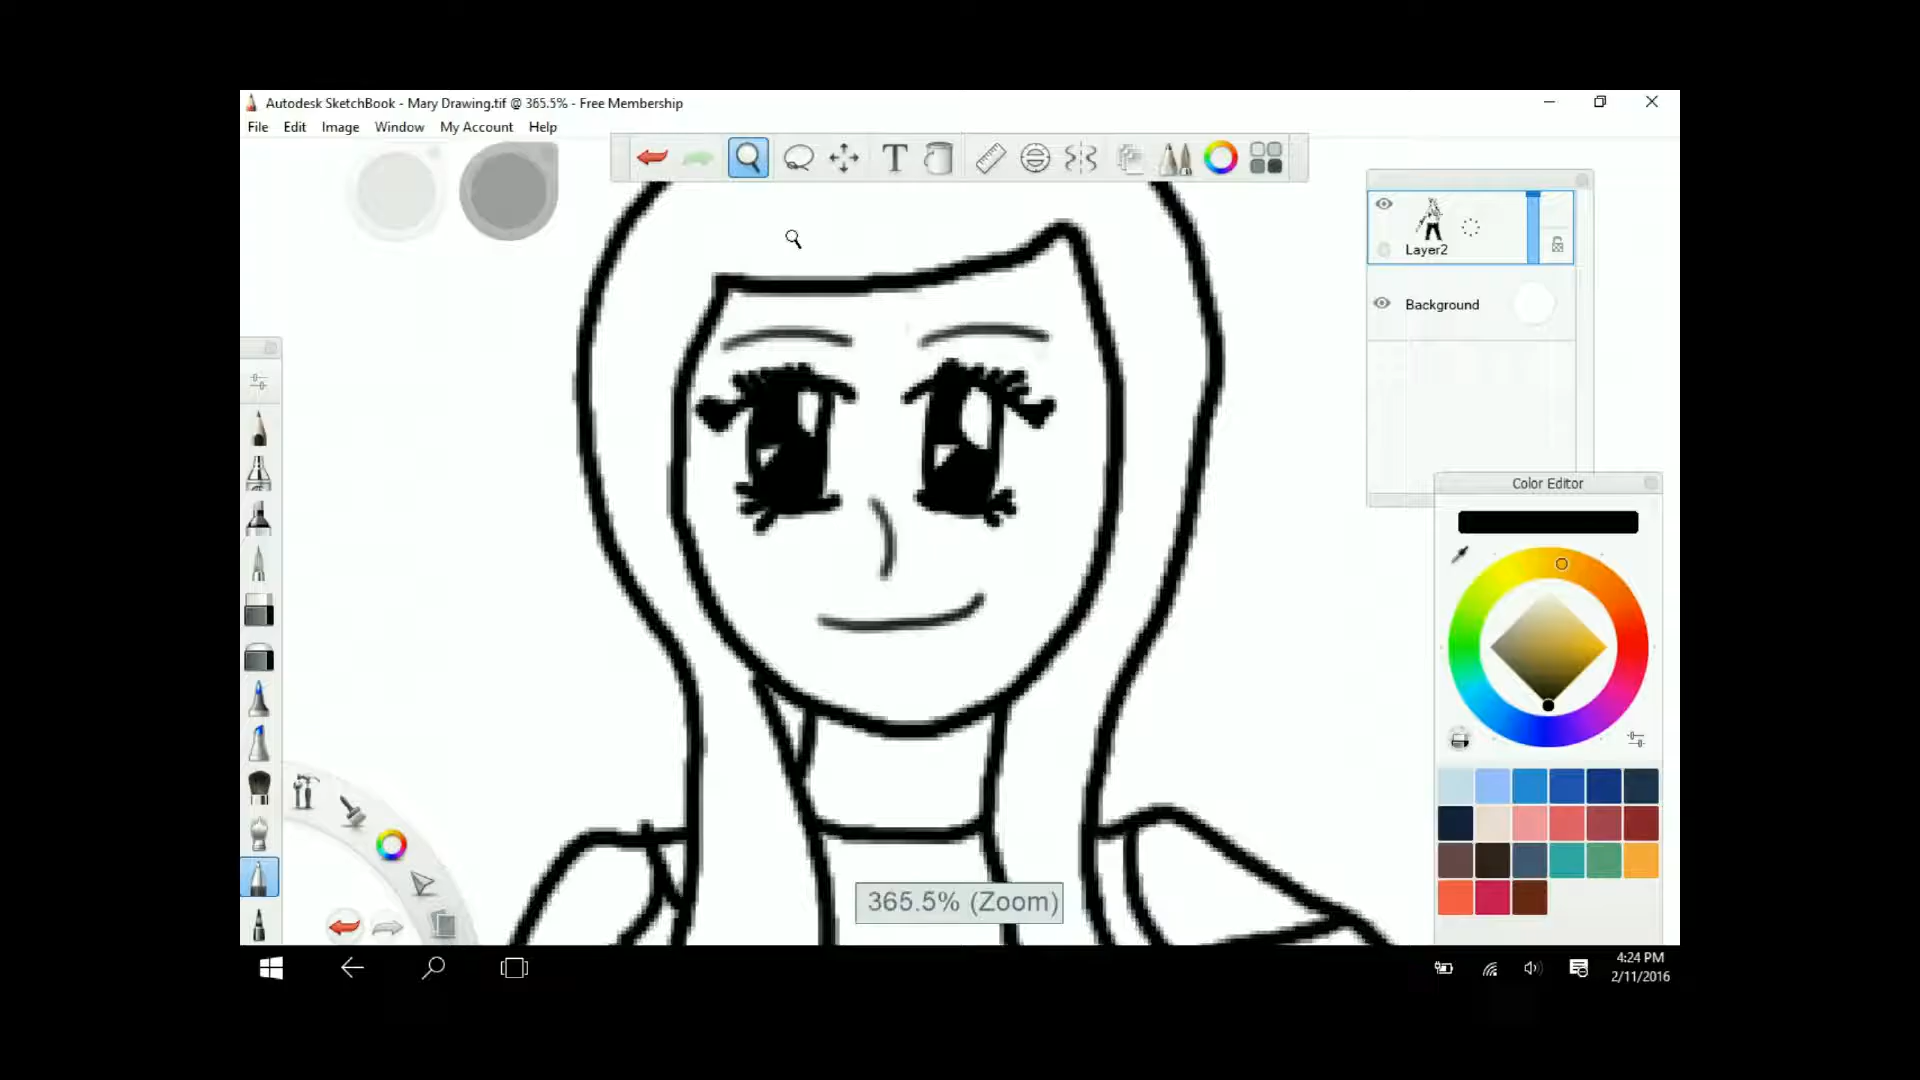 Autodesk SketchBook - Mary Drawing.tif @ 365.5% - Free Membership
File Edit Image Window My Account Help
T
Layer2
Background
Color Editor
365.5% (Zoom)
4:24 PM
2/11/2016